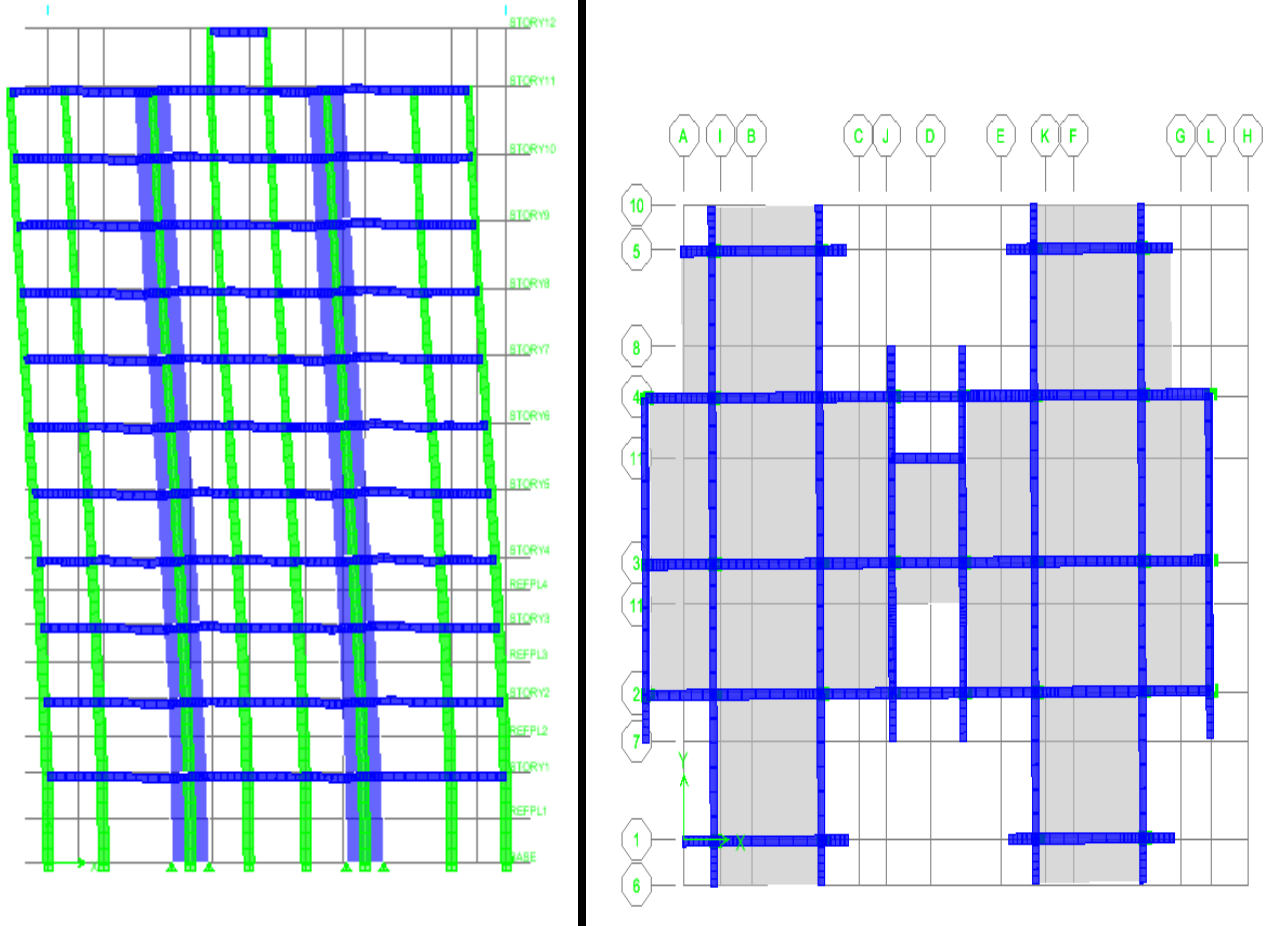 STORY12
STORY11
STORY10
STORY9
STORY8
STORY7
STORY6
STORY5
STORY4
REFPL4
STORY3
REFPL3
STORY2
REFPL2
STORY1
REFPL1
BASE
X
A I B C J D E K F G L H
10
5
8
4
11
3
11
2
7
Y
1
X
6